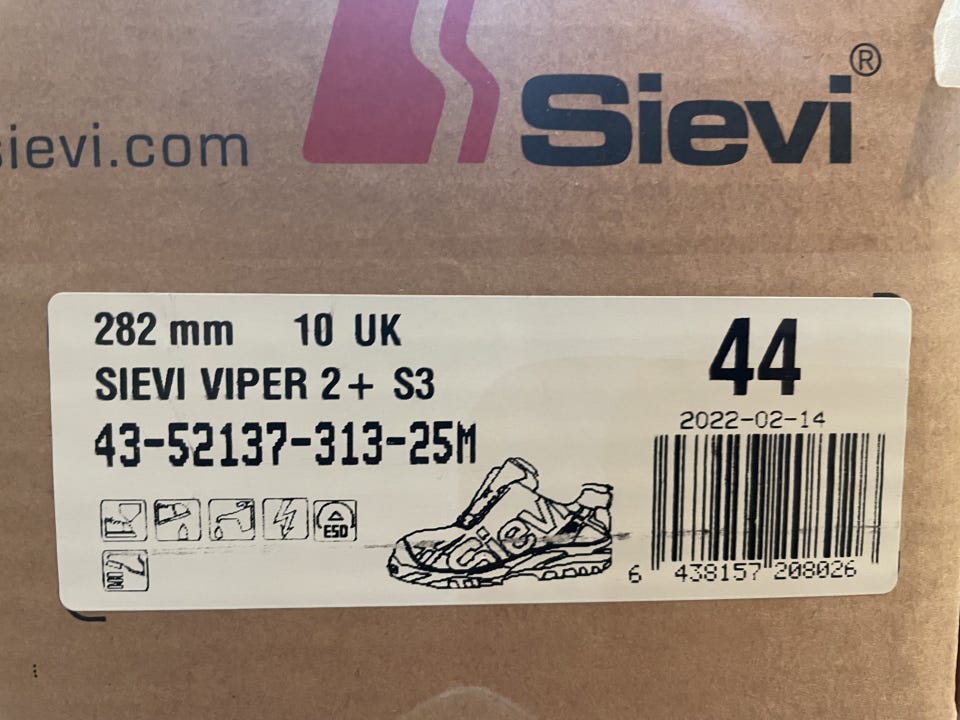 Sievi®
sievi.com
282 mm 10 UK
SIEVI VIPER 2+ S3
43-52137-313-25M
44
2022-02-14
ESD
sievi
6 438157 208026